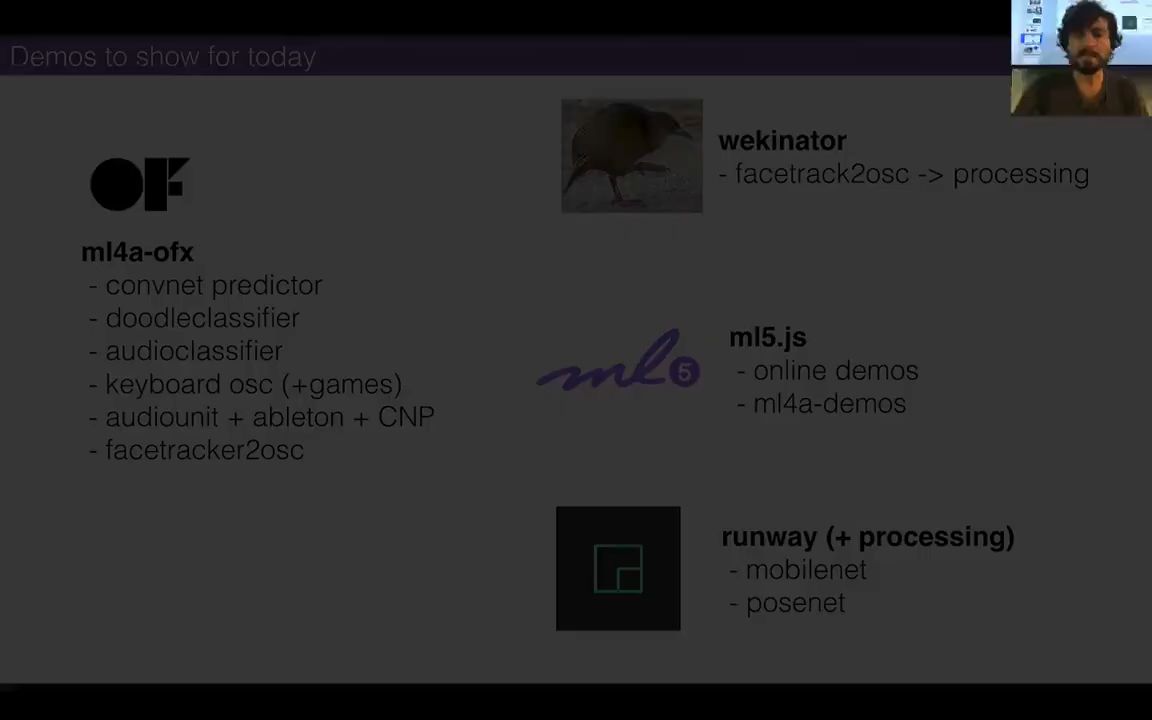 Demos to show for today
OF
ml4a-ofx
- convnet predictor
- doodleclassifier
- audioclassifier
- keyboard osc (+games)
- audiounit + ableton + CNP
- facetracker2osc
wekinator
- facetrack2osc -> processing
ml5
ml5.js
- online demos
- ml4a-demos
runway (+ processing)
- mobilenet
- posenet